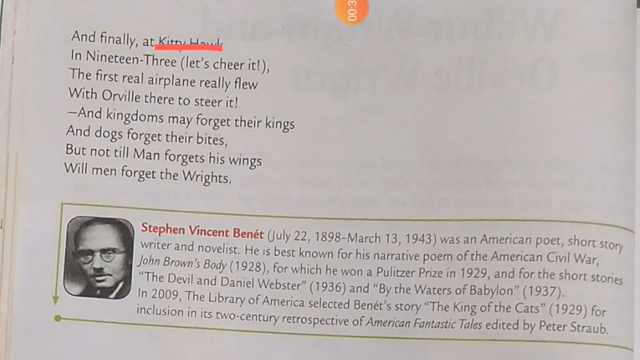 00:3
And finally, at Kitty Hawk
In Nineteen-Three (let's cheer it!),
The first real airplane really flew
With Orville there to steer it!
—And kingdoms may forget their kings
And dogs forget their bites,
But not till Man forgets his wings
Will men forget the Wrights.
Stephen Vincent Benét (July 22, 1898–March 13, 1943) was an American poet, short story
writer and novelist. He is best known for his narrative poem of the American Civil War,
John Brown's Body (1928), for which he won a Pulitzer Prize in 1929, and for the short stories
"The Devil and Daniel Webster" (1936) and "By the Waters of Babylon" (1937).
In 2009, The Library of America selected Benét's story "The King of the Cats" (1929) for
inclusion in its two-century retrospective of American Fantastic Tales edited by Peter Straub.